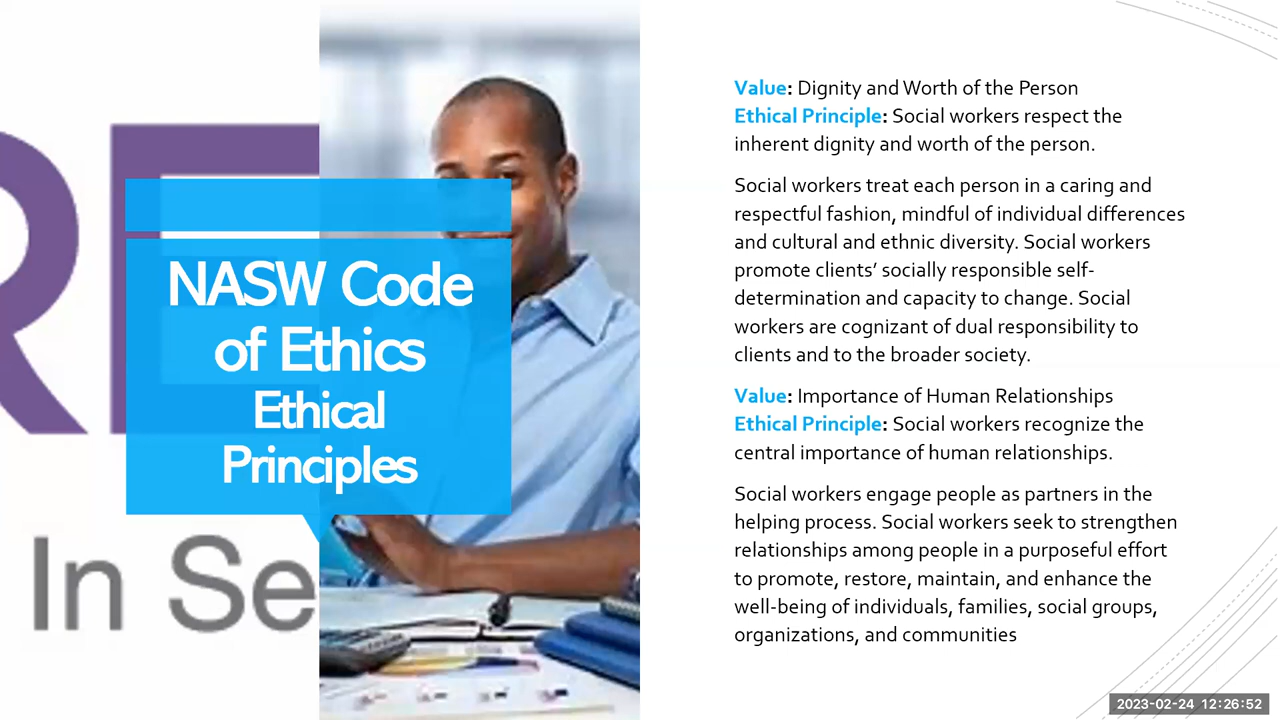 RE
In Se
NASW Code
of Ethics
Ethical
Principles
Value: Dignity and Worth of the Person
Ethical Principle: Social workers respect the
inherent dignity and worth of the person.
Social workers treat each person in a caring and
respectful fashion, mindful of individual differences
and cultural and ethnic diversity. Social workers
promote clients’ socially responsible self-
determination and capacity to change. Social
workers are cognizant of dual responsibility to
clients and to the broader society.
Value: Importance of Human Relationships
Ethical Principle: Social workers recognize the
central importance of human relationships.
Social workers engage people as partners in the
helping process. Social workers seek to strengthen
relationships among people in a purposeful effort
to promote, restore, maintain, and enhance the
well-being of individuals, families, social groups,
organizations, and communities
2023-02-24 12:26:52